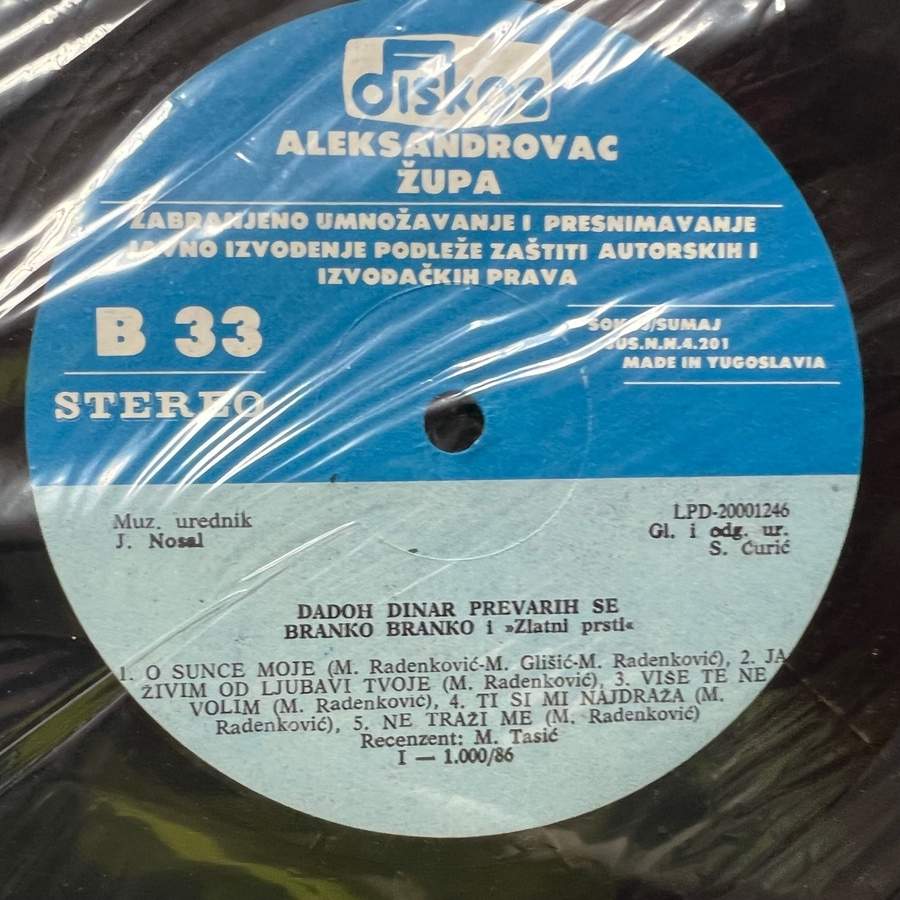 diskos
ALEKSANDROVAC
ŽUPA
ZABRANJENO UMNOŽAVANJE I PRESNIMAVANJE
JAVNO IZVOĐENJE PODLEŽE ZAŠTITI AUTORSKIH I
IZVOĐAČKIH PRAVA
B 33
STEREO
SOKOJ/SUMAJ
JUS.N.N.4.201
MADE IN YUGOSLAVIA
Muz. urednik
J. Nosal
LPD-20001246
Gl. i odg. ur.
S. Ćurić
DADOH DINAR PREVARIH SE
BRANKO BRANKO i »Zlatni prsti«
1. O SUNCE MOJE (M. Radenković-M. Glišić-M. Radenković), 2. JA
ŽIVIM OD LJUBAVI TVOJE (M. Radenković), 3. VIŠE TE NE
VOLIM (M. Radenković), 4. TI SI MI NAJDRAŽA (M.
Radenković), 5. NE TRAŽI ME (M. Radenković)
Recenzent: M. Tasić
I — 1.000/86